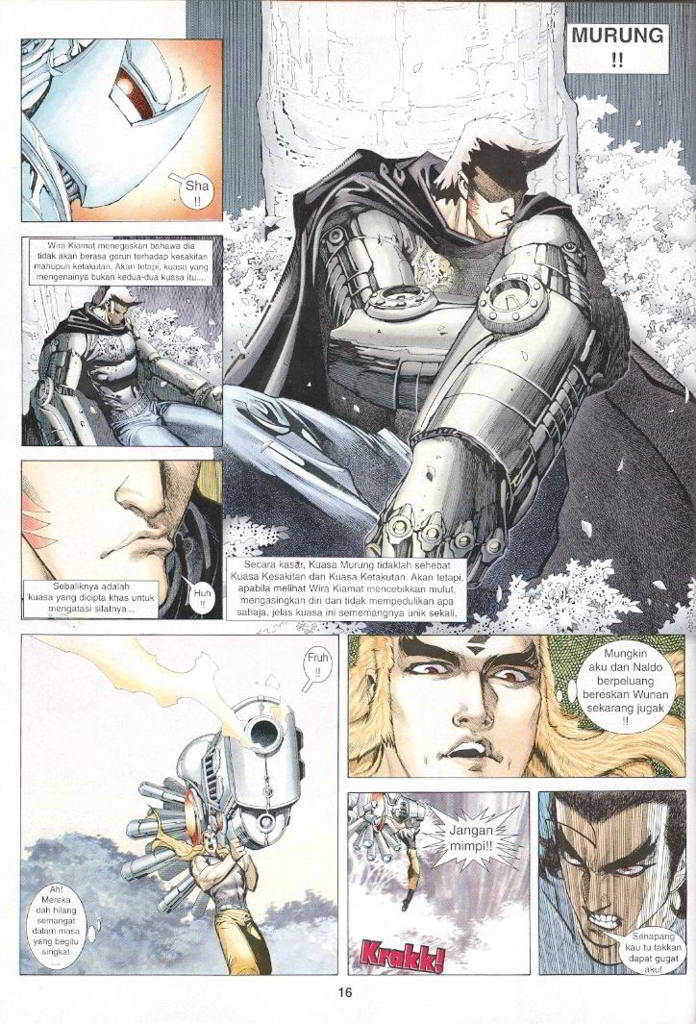 MURUNG
!!
Sha
!!
Wira Kiamat menegaskan bahawa dia
tidak akan berasa gerun terhadap kesakitan
mahupun ketakutan. Akan tetapi, kuasa yang
mengenainya bukan kedua-dua kuasa itu....
Sebaliknya adalah
kuasa yang dicipta khas untuk
mengatasi sifatnya...
Huh
!!
Secara kasar, Kuasa Murung tidaklah sehebat
Kuasa Kesakitan dan Kuasa Ketakutan. Akan tetapi,
apabila melihat Wira Kiamat mencebikkan mulut,
mengasingkan diri dan tidak mempedulikan apa
sahaja, jelas kuasa ini sememangnya unik sekali.
Fruh
!!
Ah!
Mereka
dah hilang
semangat
dalam masa
yang begitu
singkat
Mungkin
aku dan Naldo
berpeluang
bereskan Wunan
sekarang jugak
!!
Jangan
mimpi!!
Krakk!
Senapang
kau tu takkan
dapat gugat
aku!
16